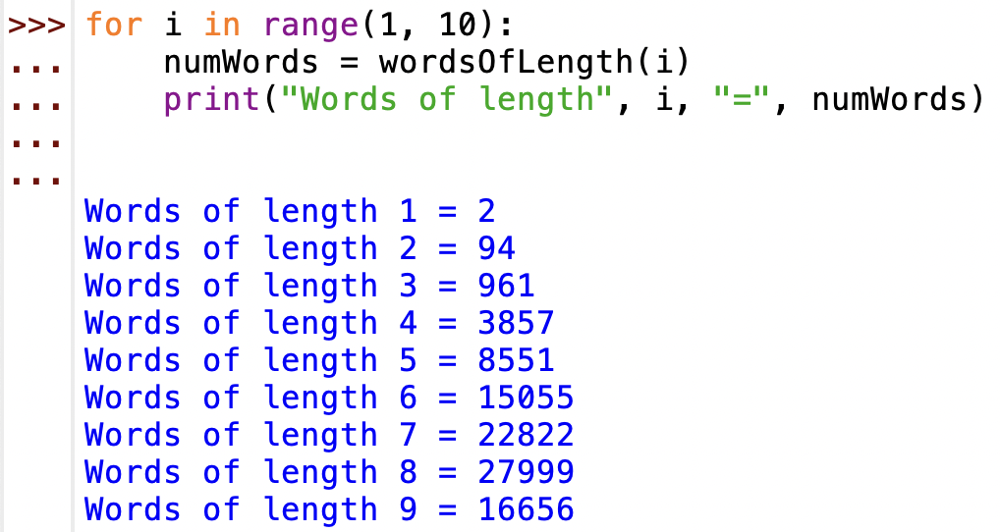 >>> for i in range(1, 10):
...     numWords = wordsOfLength(i)
...     print("Words of length", i, "=", numWords)
...
...
Words of length 1 = 2
Words of length 2 = 94
Words of length 3 = 961
Words of length 4 = 3857
Words of length 5 = 8551
Words of length 6 = 15055
Words of length 7 = 22822
Words of length 8 = 27999
Words of length 9 = 16656